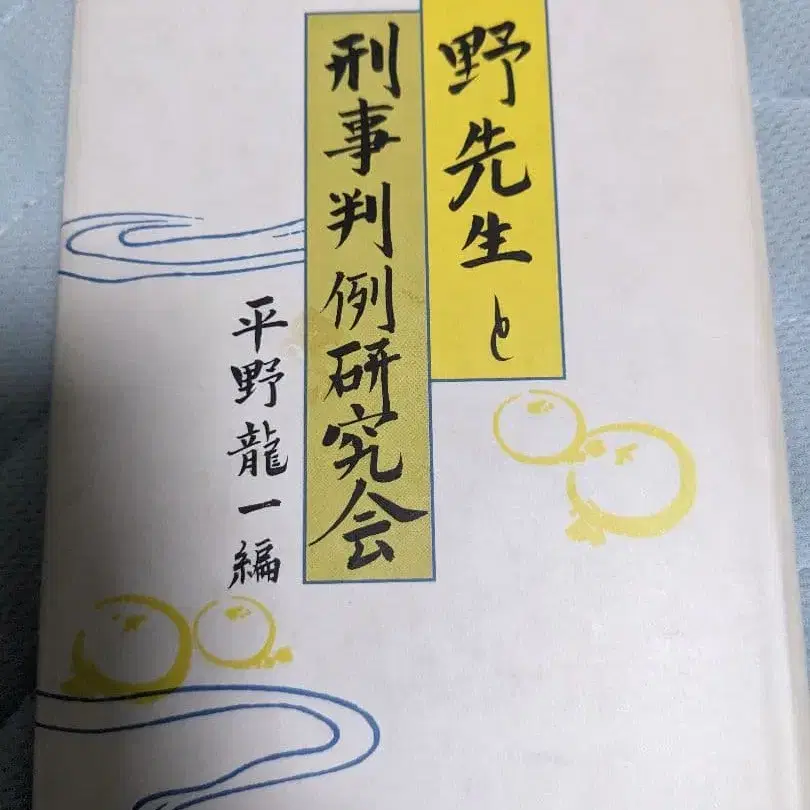 野先生と
刑事判例研究会
平野龍一編